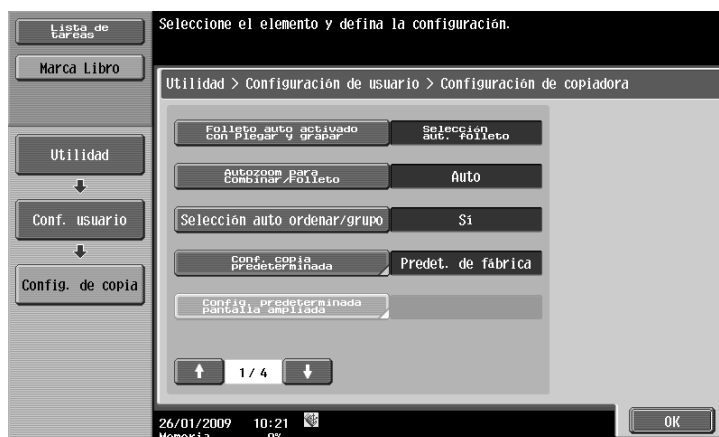 Lista de
tareas
Marca Libro
Utilidad
Conf. usuario
Config. de copia
Seleccione el elemento y defina la configuración.
Utilidad > Configuración de usuario > Configuración de copiadora
Folleto auto activado
con Plegar y grapar
Selección
aut. folleto
Autozoom para
Combinar/Folleto
Auto
Selección auto ordenar/grupo
Sí
Conf. copia
predeterminada
Predet. de fábrica
Config. predeterminada
pantalla ampliada
1/ 4
26/01/2009 10:21
Memoria 0%
OK